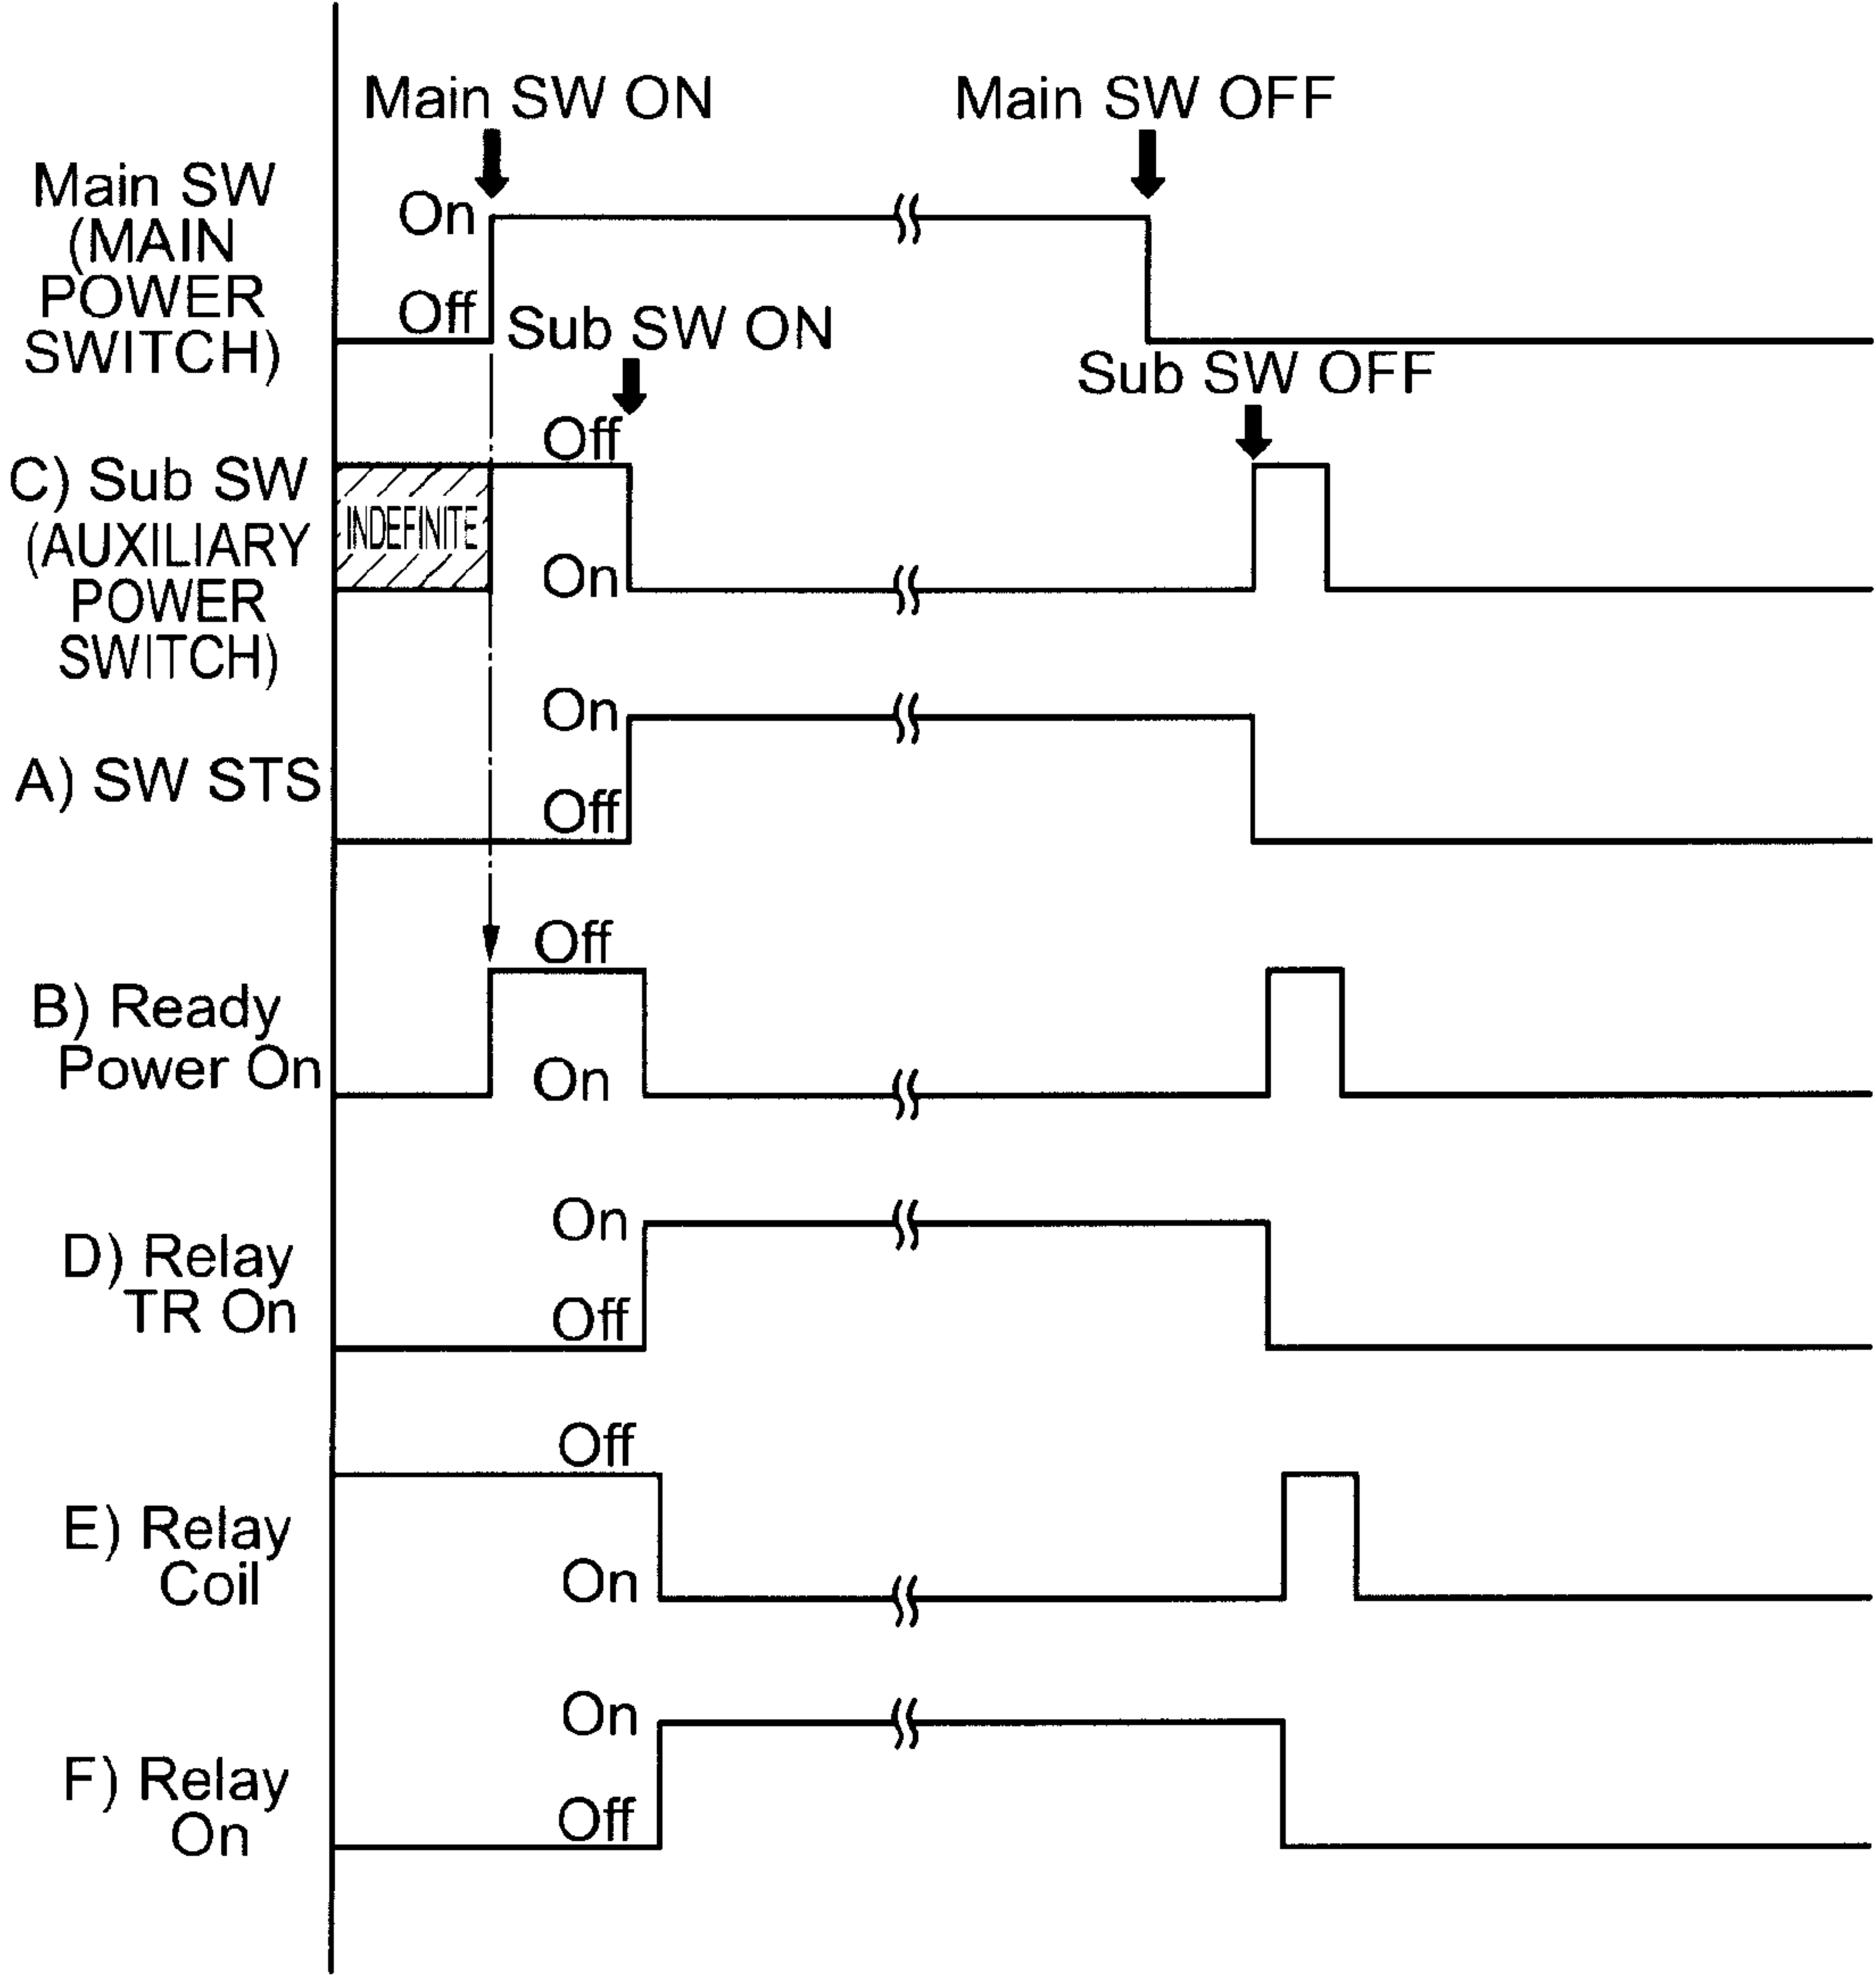 Main SW ON
Main SW OFF
Main SW
(MAIN
POWER
SWITCH)
On
Off
Sub SW ON
Sub SW OFF
C) Sub SW
(AUXILIARY
POWER
SWITCH)
INDEFINITE
Off
On
A) SW STS
On
Off
B) Ready
Power On
Off
On
D) Relay
TR On
On
Off
E) Relay
Coil
Off
On
F) Relay
On
On
Off